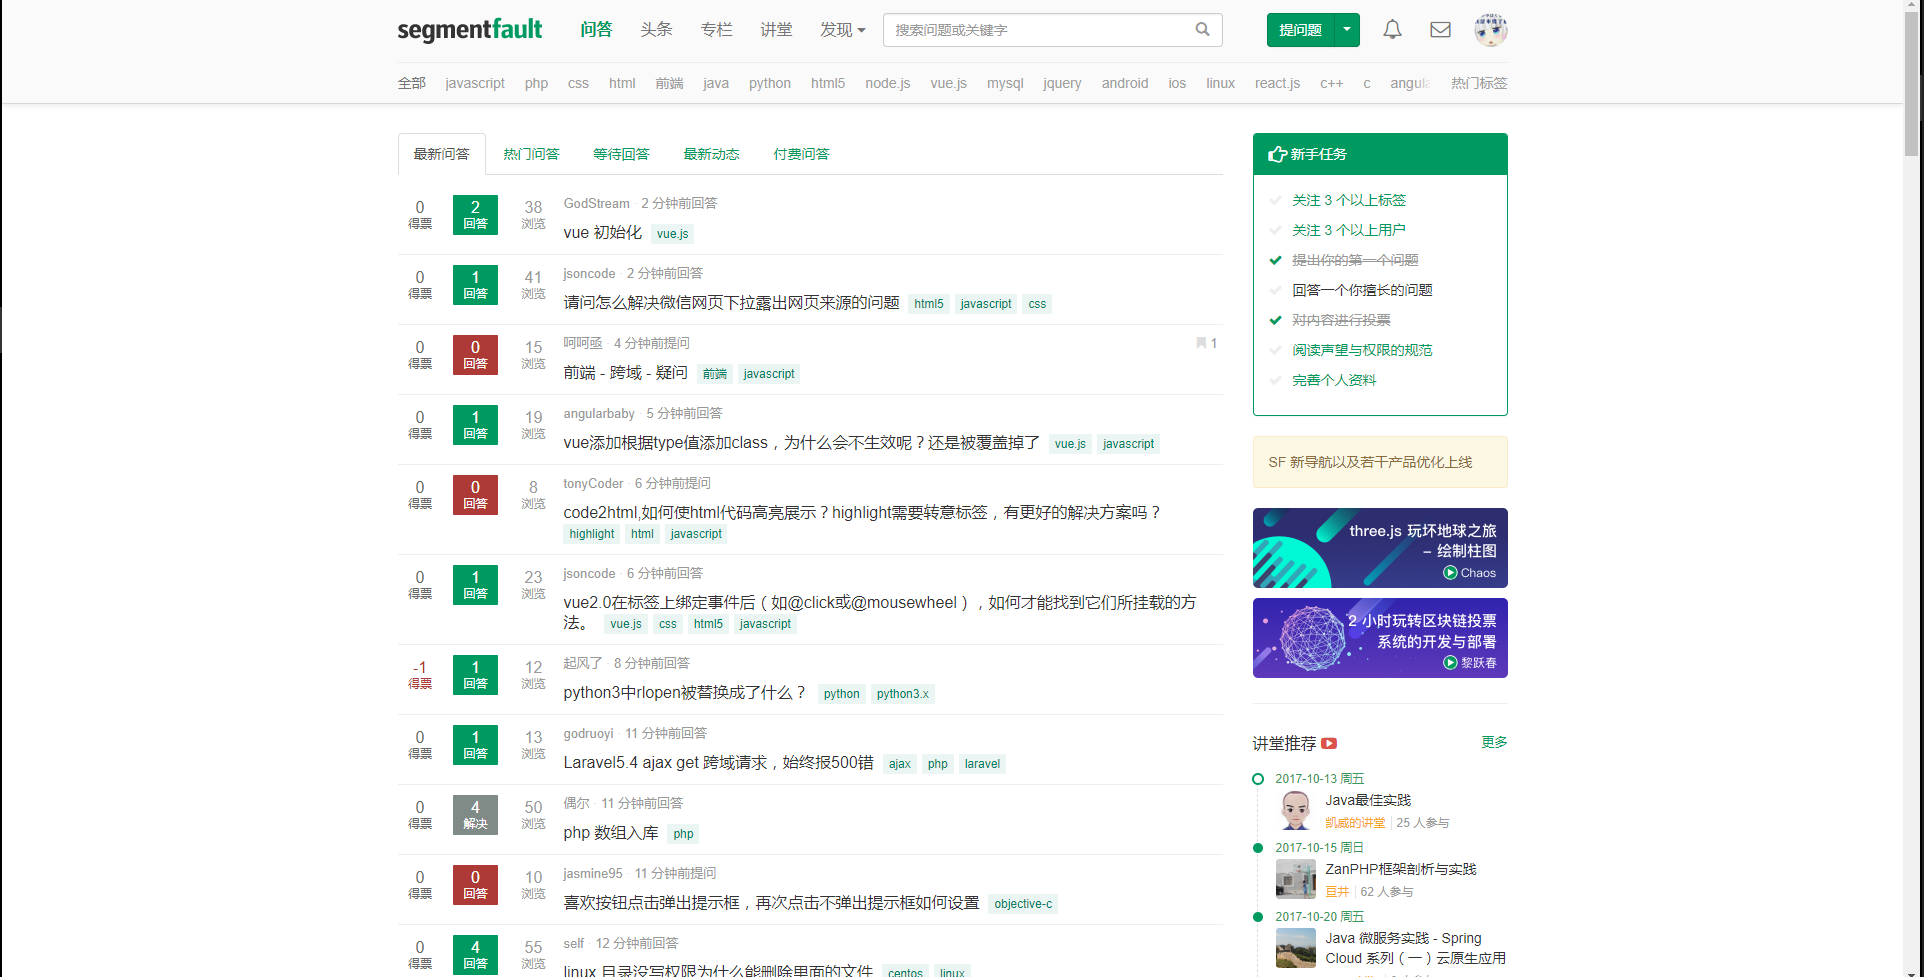 segmentfault 问答 头条 专栏 讲堂 发现 搜索问题或关键字 提问题
全部 javascript php css html 前端 java python html5 node.js vue.js mysql jquery android ios linux react.js c++ c angula 热门标签
最新问答 热门问答 等待回答 最新动态 付费问答
0 得票 2 回答 38 浏览
GodStream · 2 分钟前回答
vue 初始化 vue.js
0 得票 1 回答 41 浏览
jsoncode · 2 分钟前回答
请问怎么解决微信网页下拉露出网页来源的问题 html5 javascript css
0 得票 0 回答 15 浏览
呵呵亟 · 4 分钟前提问 1
前端 - 跨域 - 疑问 前端 javascript
0 得票 1 回答 19 浏览
angularbaby · 5 分钟前回答
vue添加根据type值添加class，为什么会不生效呢？还是被覆盖掉了 vue.js javascript
0 得票 0 回答 8 浏览
tonyCoder · 6 分钟前提问
code2html,如何使html代码高亮展示？highlight需要转意标签，有更好的解决方案吗？
highlight html javascript
0 得票 1 回答 23 浏览
jsoncode · 6 分钟前回答
vue2.0在标签上绑定事件后（如@click或@mousewheel），如何才能找到它们所挂载的方
法。 vue.js css html5 javascript
-1 得票 1 回答 12 浏览
起风了 · 8 分钟前回答
python3中rlopen被替换成了什么？ python python3.x
0 得票 1 回答 13 浏览
godruoyi · 11 分钟前回答
Laravel5.4 ajax get 跨域请求，始终报500错 ajax php laravel
0 得票 4 解决 50 浏览
偶尔 · 11 分钟前回答
php 数组入库 php
0 得票 0 回答 10 浏览
jasmine95 · 11 分钟前提问
喜欢按钮点击弹出提示框，再次点击不弹出提示框如何设置 objective-c
0 得票 4 回答 55 浏览
self · 12 分钟前回答
linux 目录没写权限为什么能删除里面的文件 centos linux
新手任务
关注 3 个以上标签
关注 3 个以上用户
提出你的第一个问题
回答一个你擅长的问题
对内容进行投票
阅读声望与权限的规范
完善个人资料
SF 新导航以及若干产品优化上线
three.js 玩坏地球之旅
– 绘制柱图
Chaos
2 小时玩转区块链投票
系统的开发与部署
黎跃春
讲堂推荐 更多
2017-10-13 周五
Java最佳实践
凯威的讲堂 25 人参与
2017-10-15 周日
ZanPHP框架剖析与实践
亘井 62 人参与
2017-10-20 周五
Java 微服务实践 - Spring
Cloud 系列（一）云原生应用